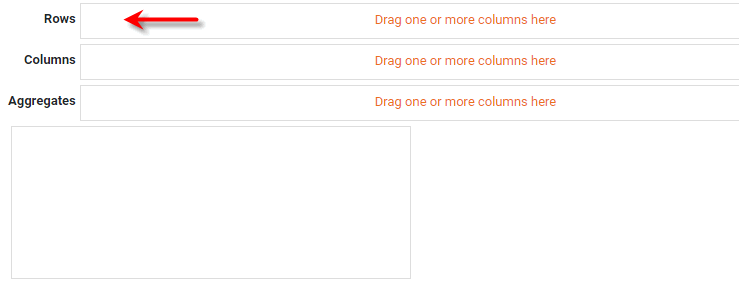 Rows Drag one or more columns here
Columns Drag one or more columns here
Aggregates Drag one or more columns here